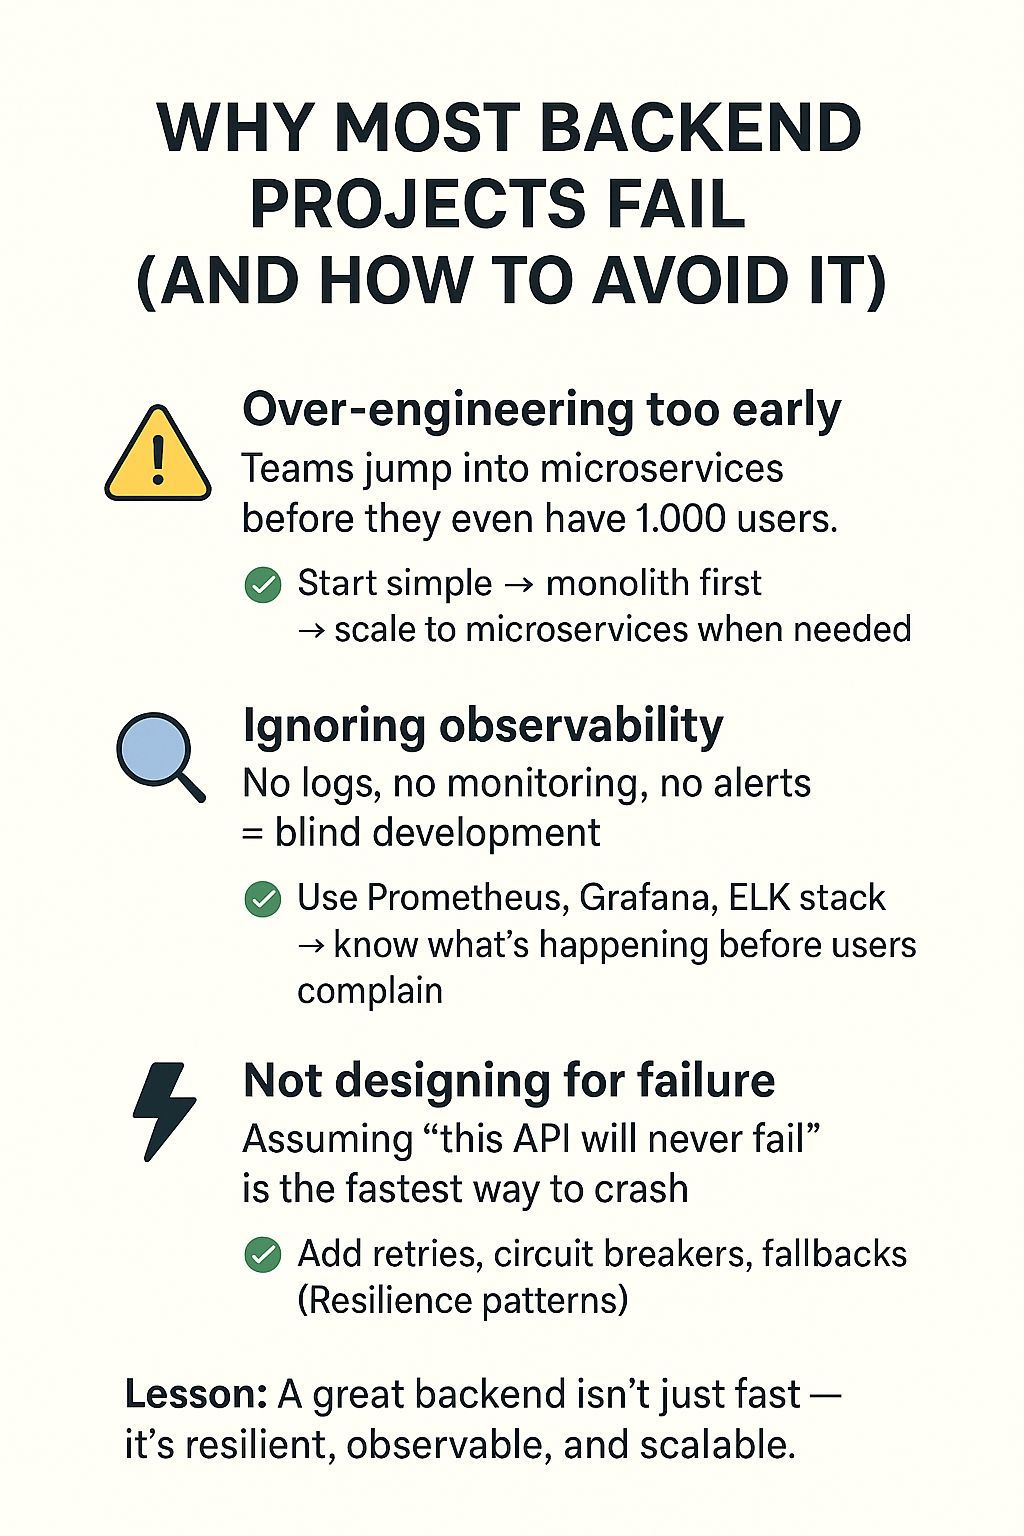 WHY MOST BACKEND
PROJECTS FAIL
(AND HOW TO AVOID IT)
Over-engineering too early
Teams jump into microservices
before they even have 1.000 users.
Start simple → monolith first
→ scale to microservices when needed
Ignoring observability
No logs, no monitoring, no alerts
= blind development
Use Prometheus, Grafana, ELK stack
→ know what’s happening before users
complain
Not designing for failure
Assuming “this API will never fail”
is the fastest way to crash
Add retries, circuit breakers, fallbacks
(Resilience patterns)
Lesson: A great backend isn’t just fast —
it’s resilient, observable, and scalable.